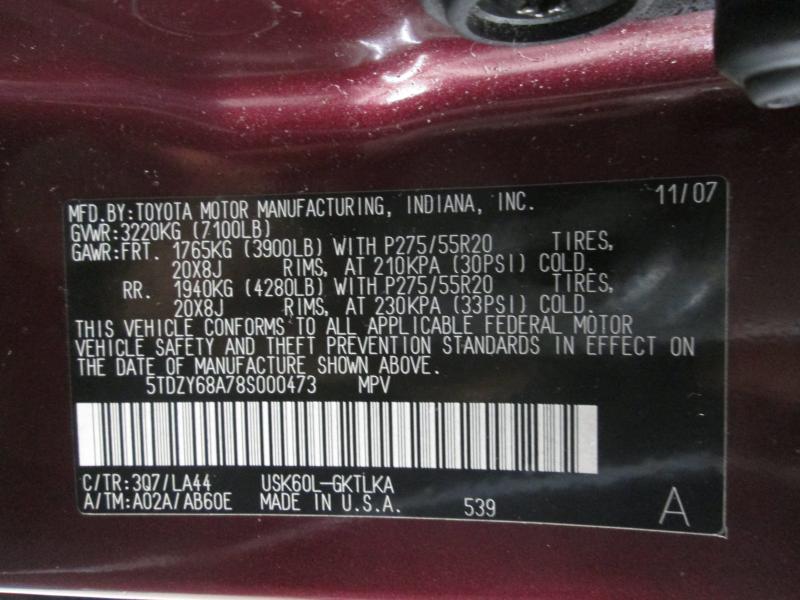 MFD.BY:TOYOTA MOTOR MANUFACTURING, INDIANA, INC. 11/07
GVWR:3220KG (7100LB)
GAWR:FRT. 1765KG (3900LB) WITH P275/55R20 TIRES,
20X8J RIMS, AT 210KPA (30PSI) COLD.
RR. 1940KG (4280LB) WITH P275/55R20 TIRES,
20X8J RIMS, AT 230KPA (33PSI) COLD.
THIS VEHICLE CONFORMS TO ALL APPLICABLE FEDERAL MOTOR
VEHICLE SAFETY AND THEFT PREVENTION STANDARDS IN EFFECT ON
THE DATE OF MANUFACTURE SHOWN ABOVE.
5TDZY68A78S000473 MPV
C/TR:3Q7/LA44 USK60L-GKTLKA
A/TM:A02A/AB60E MADE IN U.S.A. 539 A